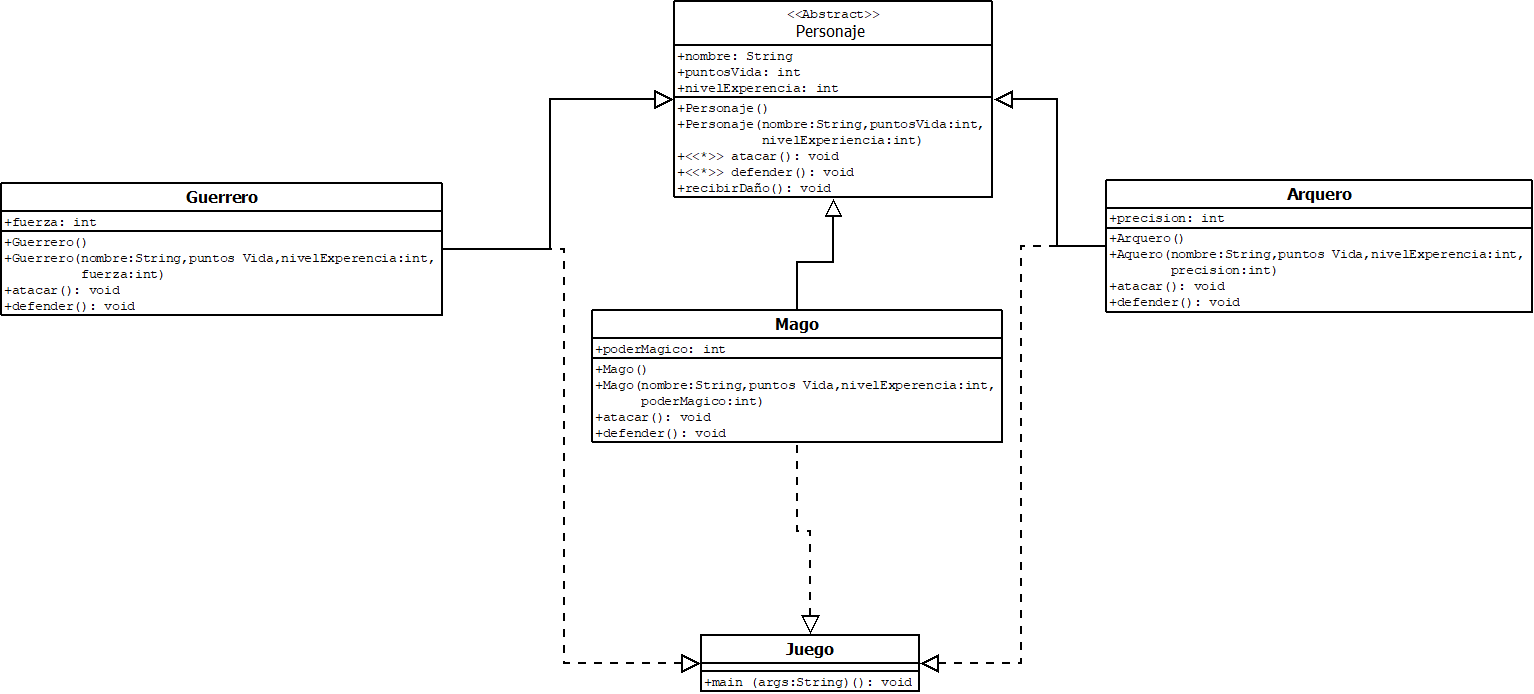 <<Abstract>>
Personaje
+nombre: String
+puntosVida: int
+nivelExperencia: int
+Personaje()
+Personaje(nombre:String,puntosVida:int,
nivelExperiencia:int)
+<<*>> atacar(): void
+<<*>> defender(): void
+recibirDaño(): void
Guerrero
+fuerza: int
+Guerrero()
+Guerrero(nombre:String,puntos Vida,nivelExperencia:int,
fuerza:int)
+atacar(): void
+defender(): void
Arquero
+precision: int
+Arquero()
+Aquero(nombre:String,puntos Vida,nivelExperencia:int,
precision:int)
+atacar(): void
+defender(): void
Mago
+poderMagico: int
+Mago()
+Mago(nombre:String,puntos Vida,nivelExperencia:int,
poderMagico:int)
+atacar(): void
+defender(): void
Juego
+main (args:String)(): void